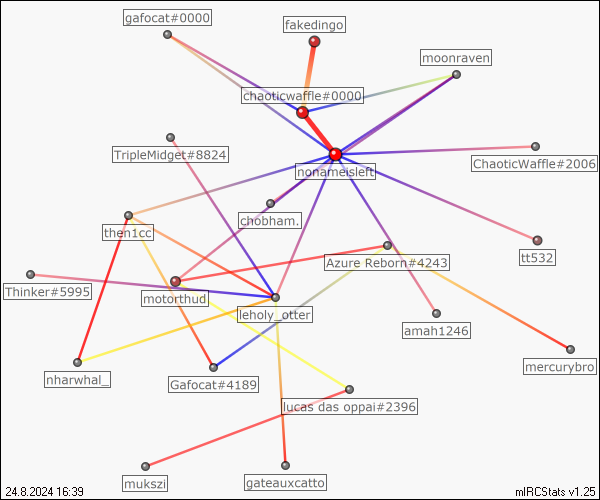 gafocat#0000
fakedingo
moonraven
chaoticwaffle#0000
TripleMidget#8824
ChaoticWaffle#2006
nonameisleft
chobham.
then1cc
tt532
Azure Reborn#4243
Thinker#5995
motorthud
leholy_otter
amah1246
mercurybro
nharwhal_
Gafocat#4189
lucas das oppai#2396
mukszi
gateauxcatto
24.8.2024 16:39
mIRCStats v1.25